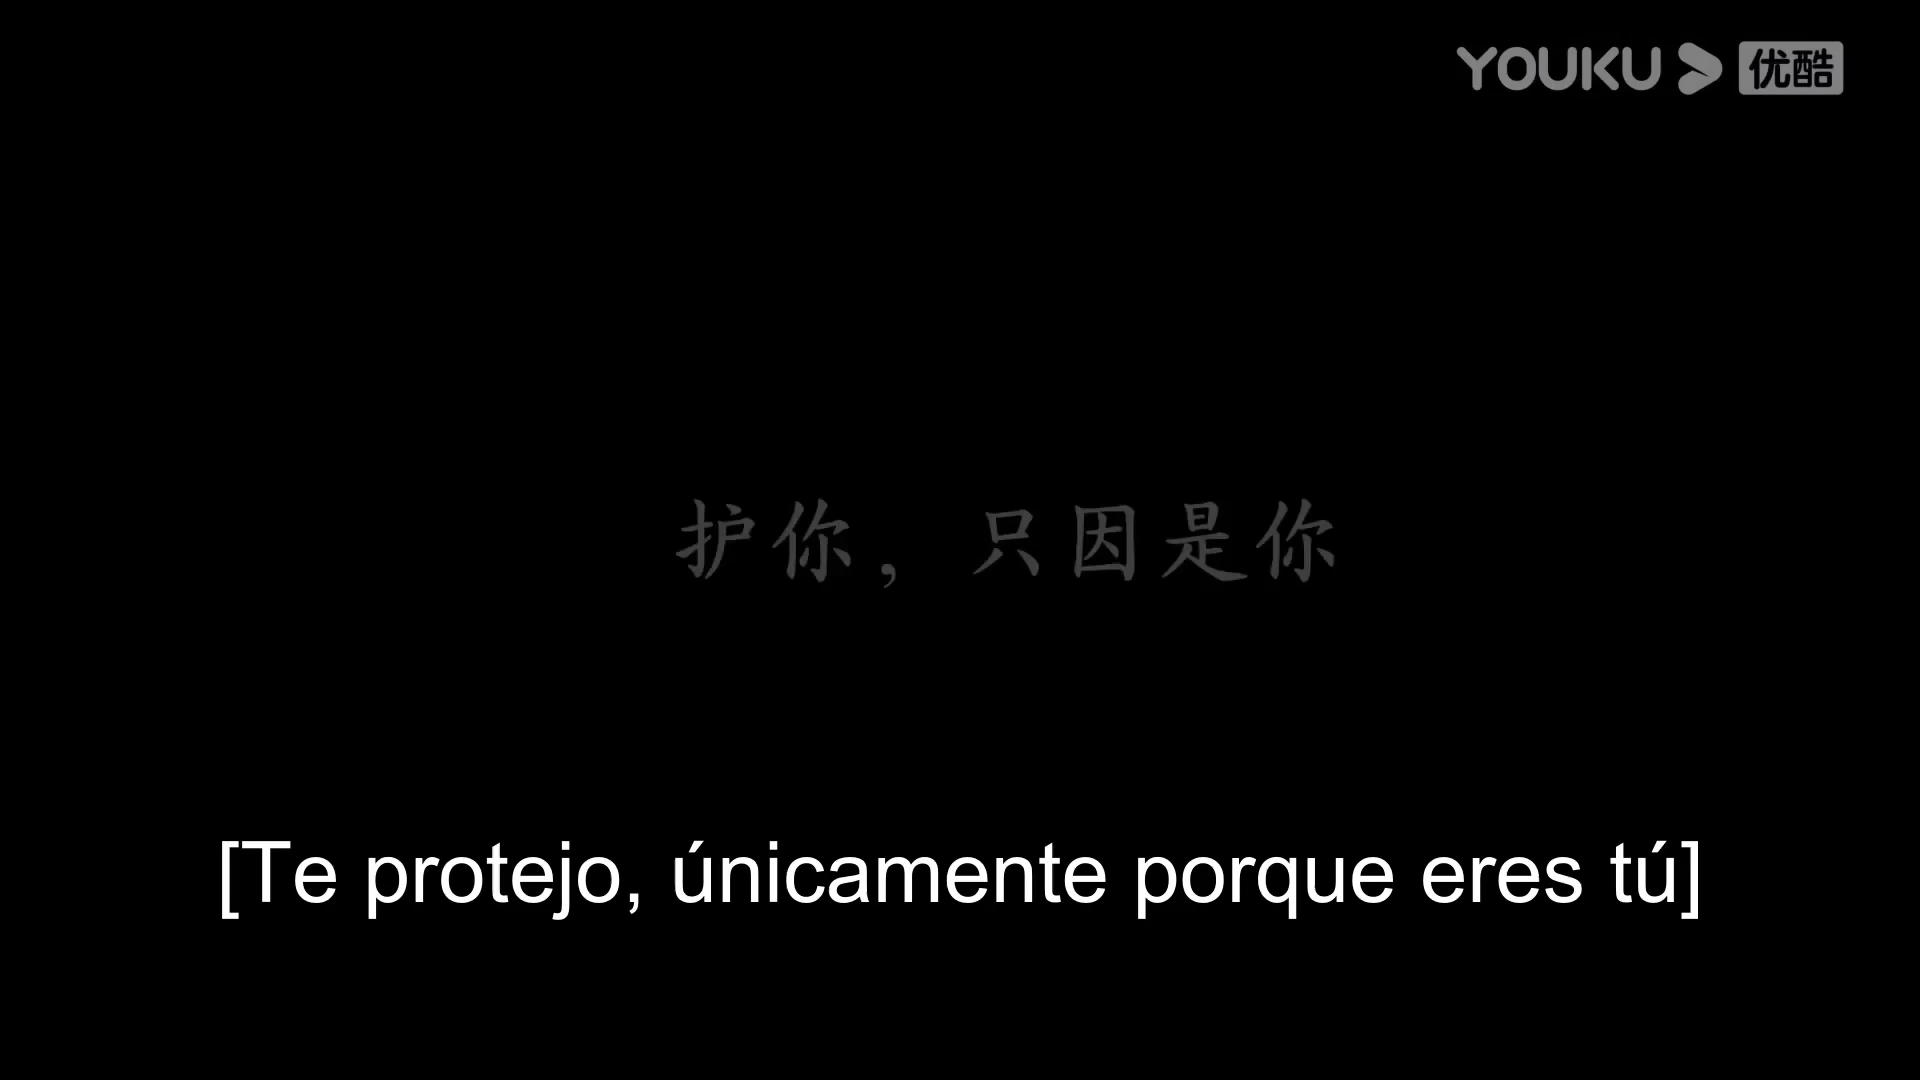 YOUKU 优酷
护你，只因是你
[Te protejo, únicamente porque eres tú]